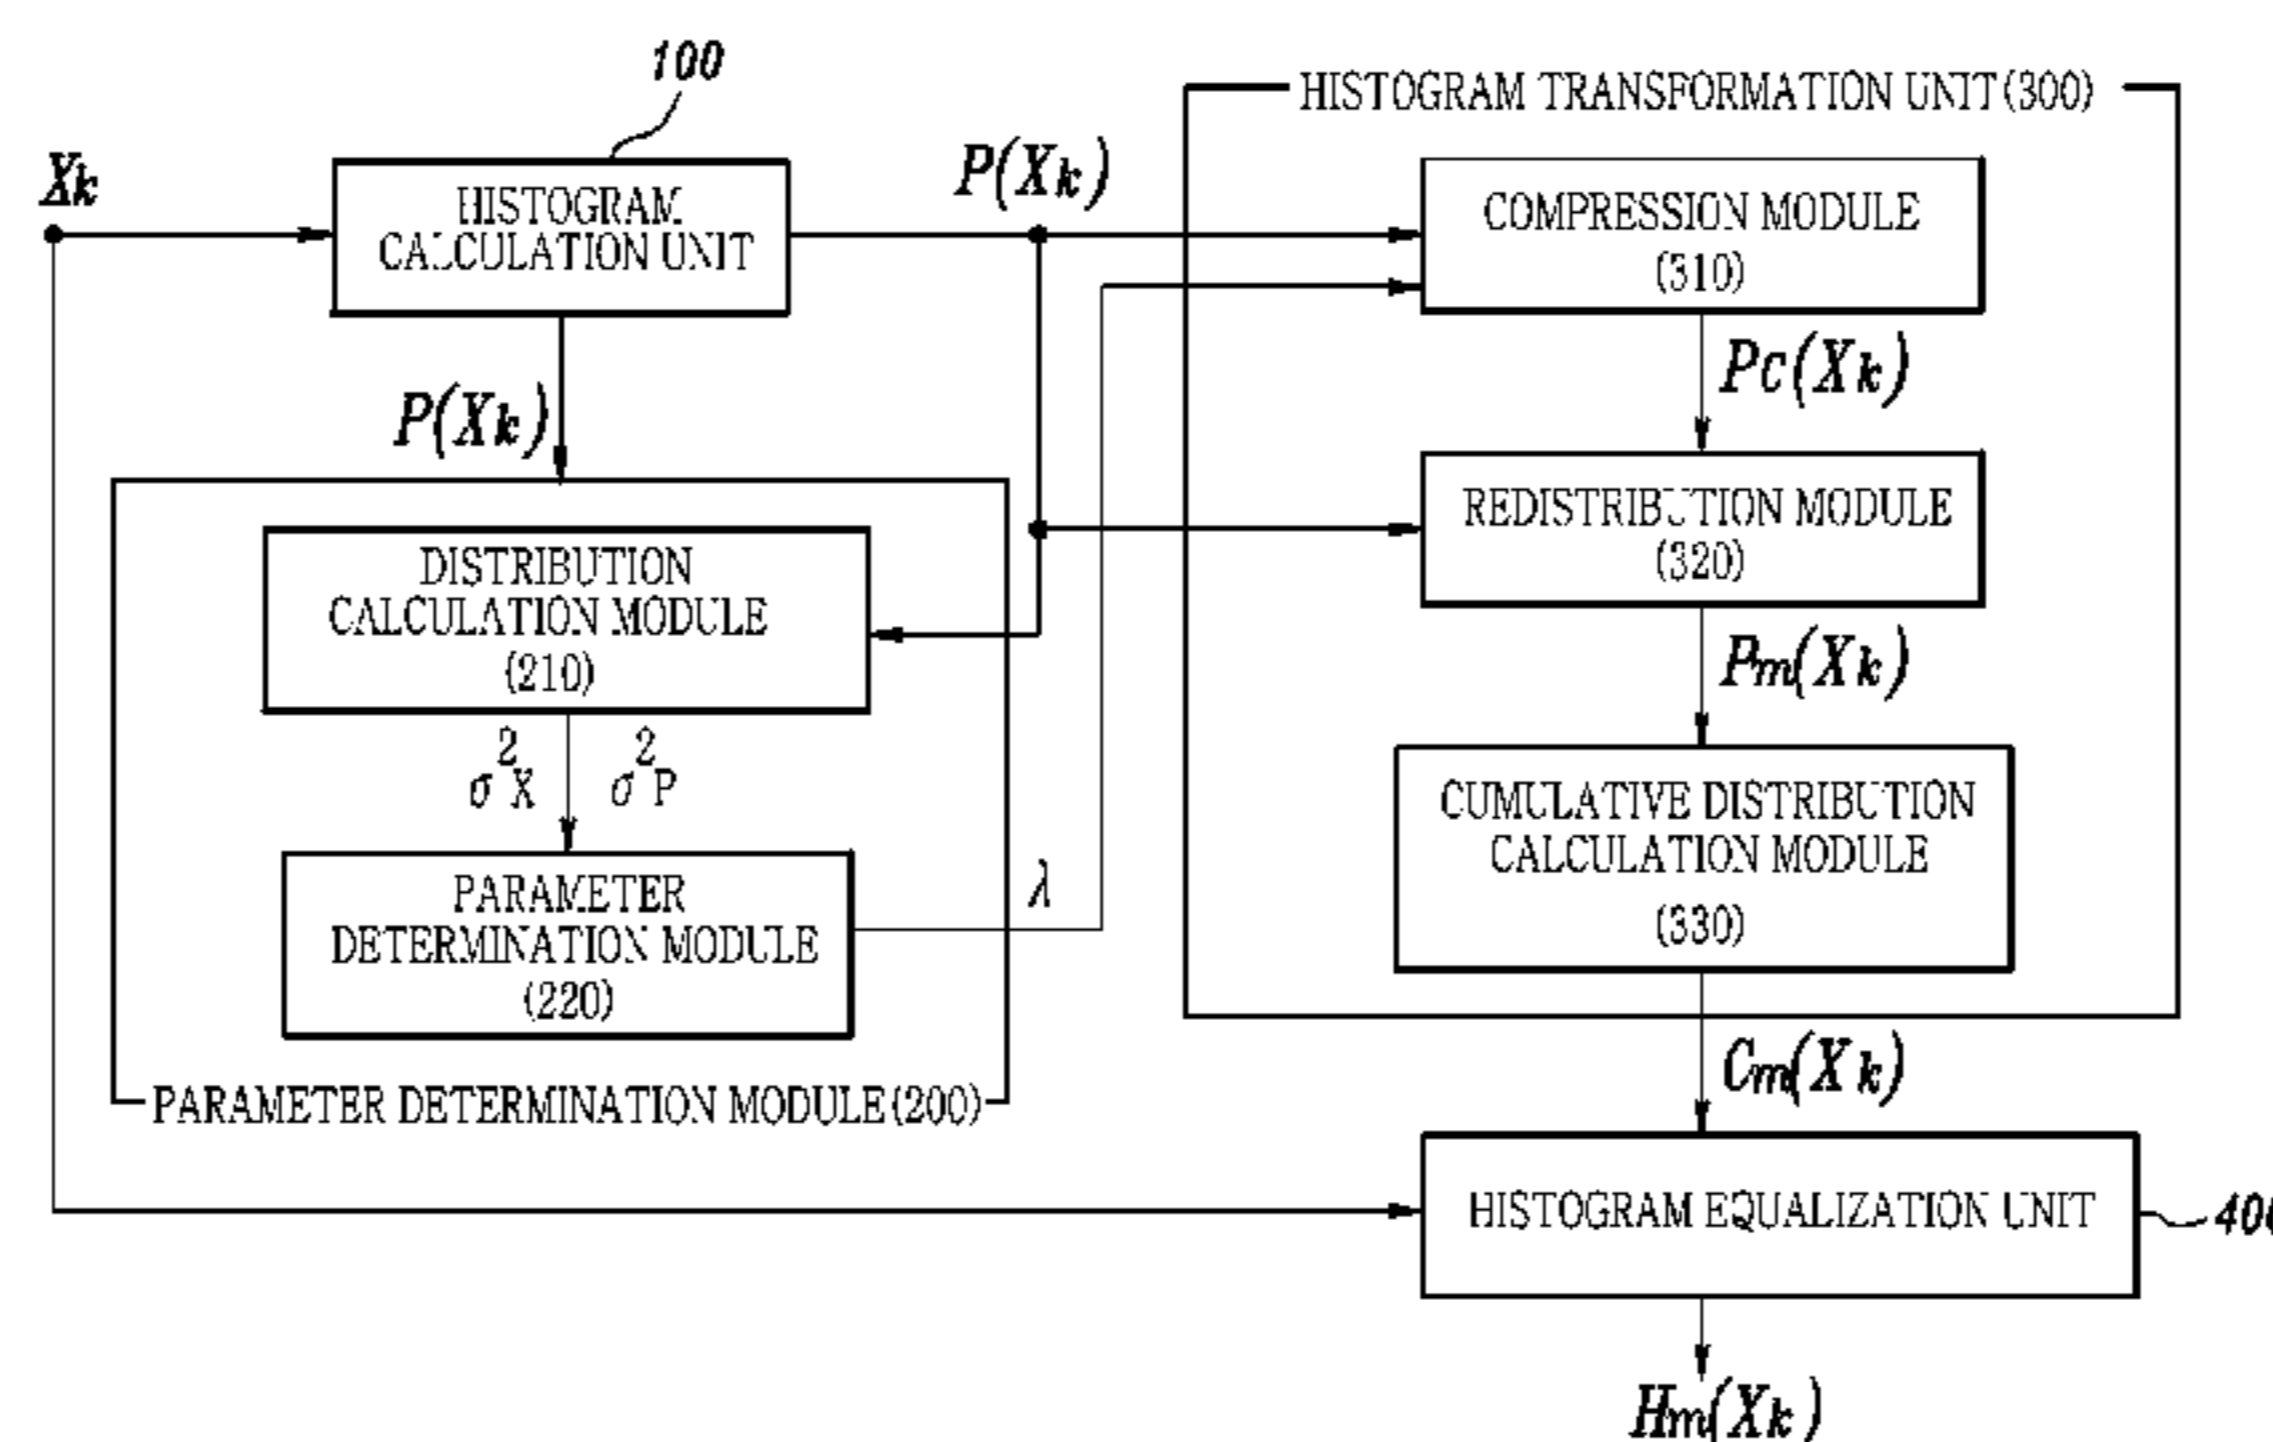 100
HISTOGRAM TRANSFORMATION UNIT(300)
Xk
HISTOGRAM
CALCULATION UNIT
P(Xk)
COMPRESSION MODULE
(310)
P(Xk)
Pc(Xk)
REDISTRIBUTION MODULE
(320)
DISTRIBUTION
CALCULATION MODULE
(210)
Pm(Xk)
σ²X σ²P
CUMULATIVE DISTRIBUTION
CALCULATION MODULE
(330)
PARAMETER
DETERMINATION MODULE
(220)
λ
Cm(Xk)
PARAMETER DETERMINATION MODULE(200)
HISTOGRAM EQUALIZATION UNIT
400
Hm(Xk)